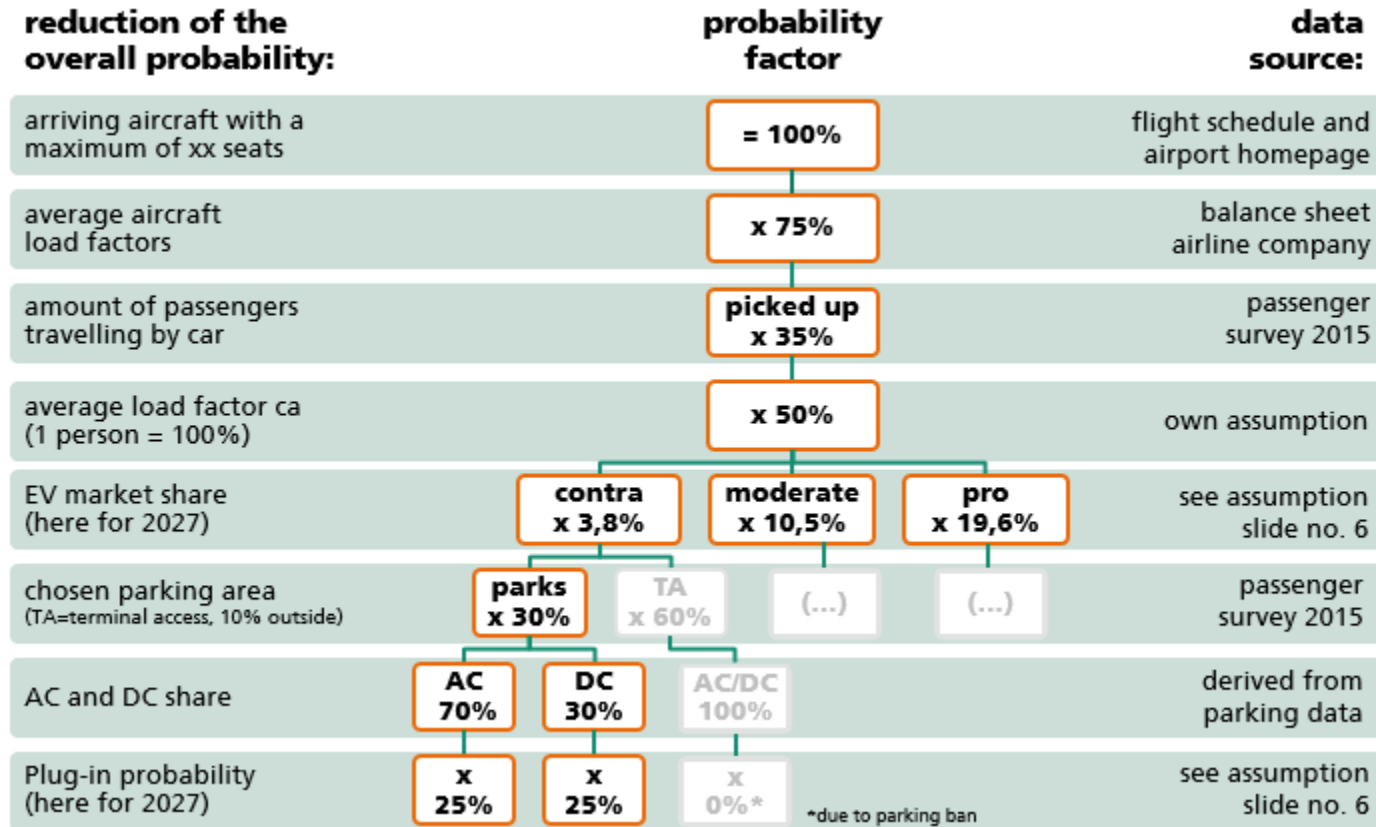 reduction of the
overall probability:
probability
factor
data
source:
arriving aircraft with a
maximum of xx seats
= 100%
flight schedule and
airport homepage
average aircraft
load factors
x 75%
balance sheet
airline company
amount of passengers
travelling by car
picked up
x 35%
passenger
survey 2015
average load factor ca
(1 person = 100%)
x 50%
own assumption
EV market share
(here for 2027)
contra
x 3,8%
moderate
x 10,5%
pro
x 19,6%
see assumption
slide no. 6
chosen parking area
(TA=terminal access, 10% outside)
parks
x 30%
TA
x 60%
(...)
(...)
passenger
survey 2015
AC and DC share
AC
70%
DC
30%
AC/DC
100%
derived from
parking data
Plug-in probability
(here for 2027)
x
25%
x
25%
x
0%*
*due to parking ban
see assumption
slide no. 6